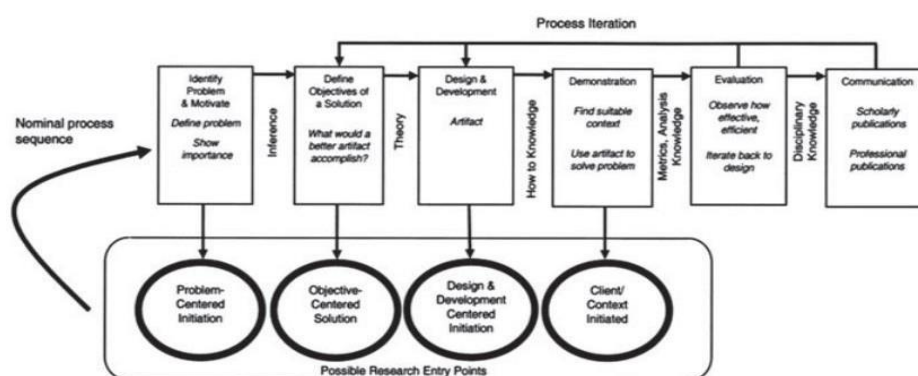 Process Iteration
Nominal process
sequence
Identify
Problem
& Motivate
Define problem
Show
importance
Inference
Define
Objectives of
a Solution
What would a
better artifact
accomplish?
Theory
Design &
Development
Artifact
How to Knowledge
Demonstration
Find suitable
context
Use artifact to
solve problem
Metrics, Analysis
Knowledge
Evaluation
Observe how
effective,
efficient
Iterate back to
design
Disciplinary
Knowledge
Communication
Scholarly
publications
Professional
publications
Problem-
Centered
Initiation
Objective-
Centered
Solution
Design &
Development
Centered
Initiation
Client/
Context
Initiated
Possible Research Entry Points